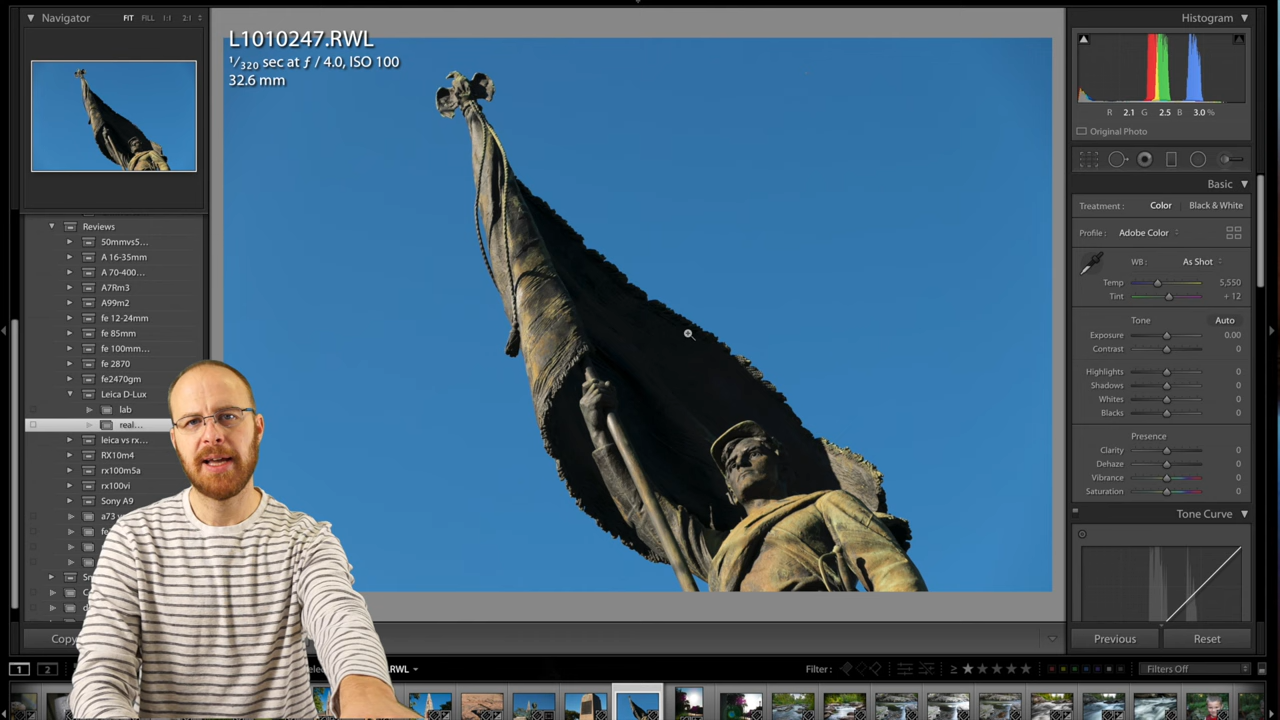 Navigator FIT FILL 1:1 2:1
L1010247.RWL
1/320 sec at ƒ / 4.0, ISO 100
32.6 mm
Reviews
50mmvs5...
A 16-35mm
A 70-400...
A7Rm3
A99m2
fe 12-24mm
fe 85mm
fe 100mm...
fe 2870
fe2470gm
Leica D-Lux
lab
real...
leica vs rx...
RX10m4
rx100m5a
rx100vi
Sony A9
a73
Copy
Histogram
R 2.1 G 2.5 B 3.0 %
Original Photo
Basic
Treatment : Color Black & White
Profile : Adobe Color
WB : As Shot
Temp 5,550
Tint + 12
Tone Auto
Exposure 0.00
Contrast 0
Highlights 0
Shadows 0
Whites 0
Blacks 0
Presence
Clarity 0
Dehaze 0
Vibrance 0
Saturation 0
Tone Curve
Previous Reset
1 2
.RWL
Filter : ≥ Filters Off